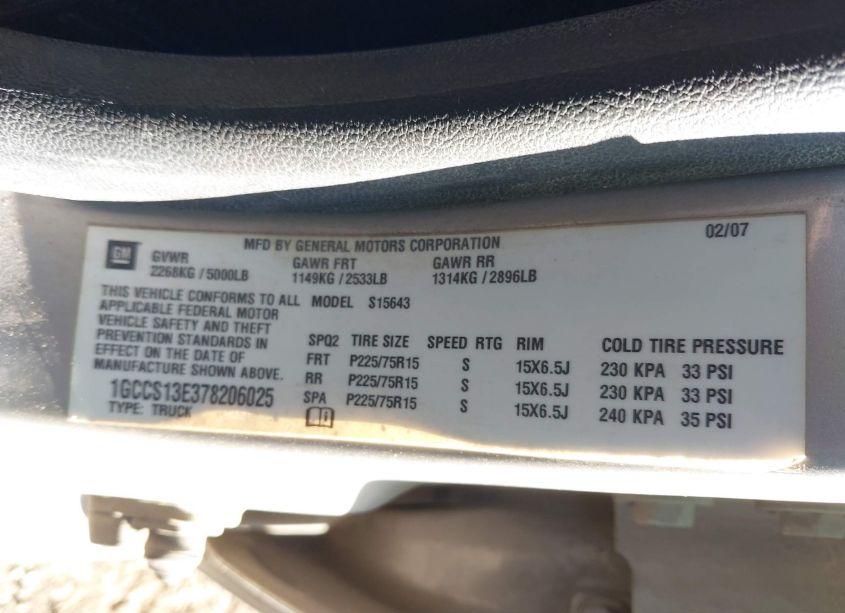 GM
MFD BY GENERAL MOTORS CORPORATION 02/07
GVWR GAWR FRT GAWR RR
2268KG / 5000LB 1149KG / 2533LB 1314KG / 2896LB
THIS VEHICLE CONFORMS TO ALL
APPLICABLE FEDERAL MOTOR
VEHICLE SAFETY AND THEFT
PREVENTION STANDARDS IN
EFFECT ON THE DATE OF
MANUFACTURE SHOWN ABOVE.
1GCCS13E378206025
TYPE: TRUCK
MODEL S15643
SPQ2 TIRE SIZE SPEED RTG RIM COLD TIRE PRESSURE
FRT P225/75R15 S 15X6.5J 230 KPA 33 PSI
RR P225/75R15 S 15X6.5J 230 KPA 33 PSI
SPA P225/75R15 S 15X6.5J 240 KPA 35 PSI